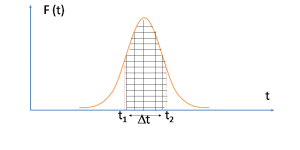 F (t)
t
t₁ Δt t₂